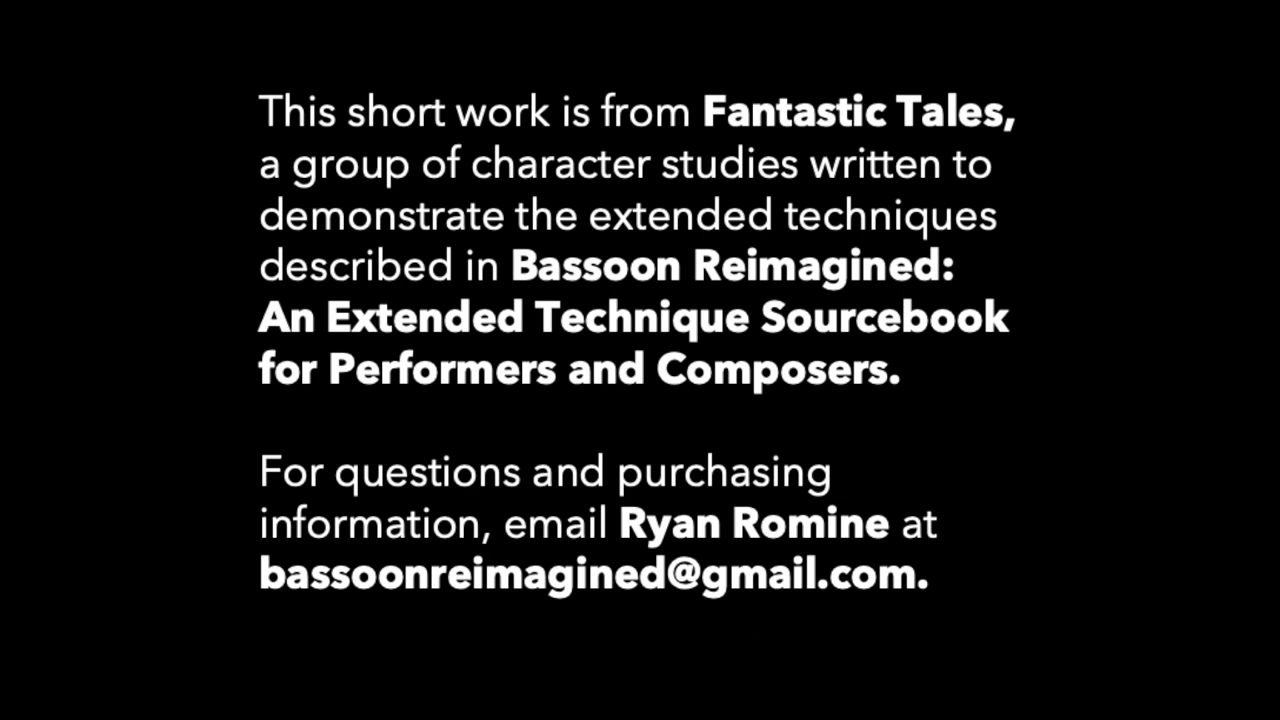 This short work is from Fantastic Tales,
a group of character studies written to
demonstrate the extended techniques
described in Bassoon Reimagined:
An Extended Technique Sourcebook
for Performers and Composers.
For questions and purchasing
information, email Ryan Romine at
bassoonreimagined@gmail.com.